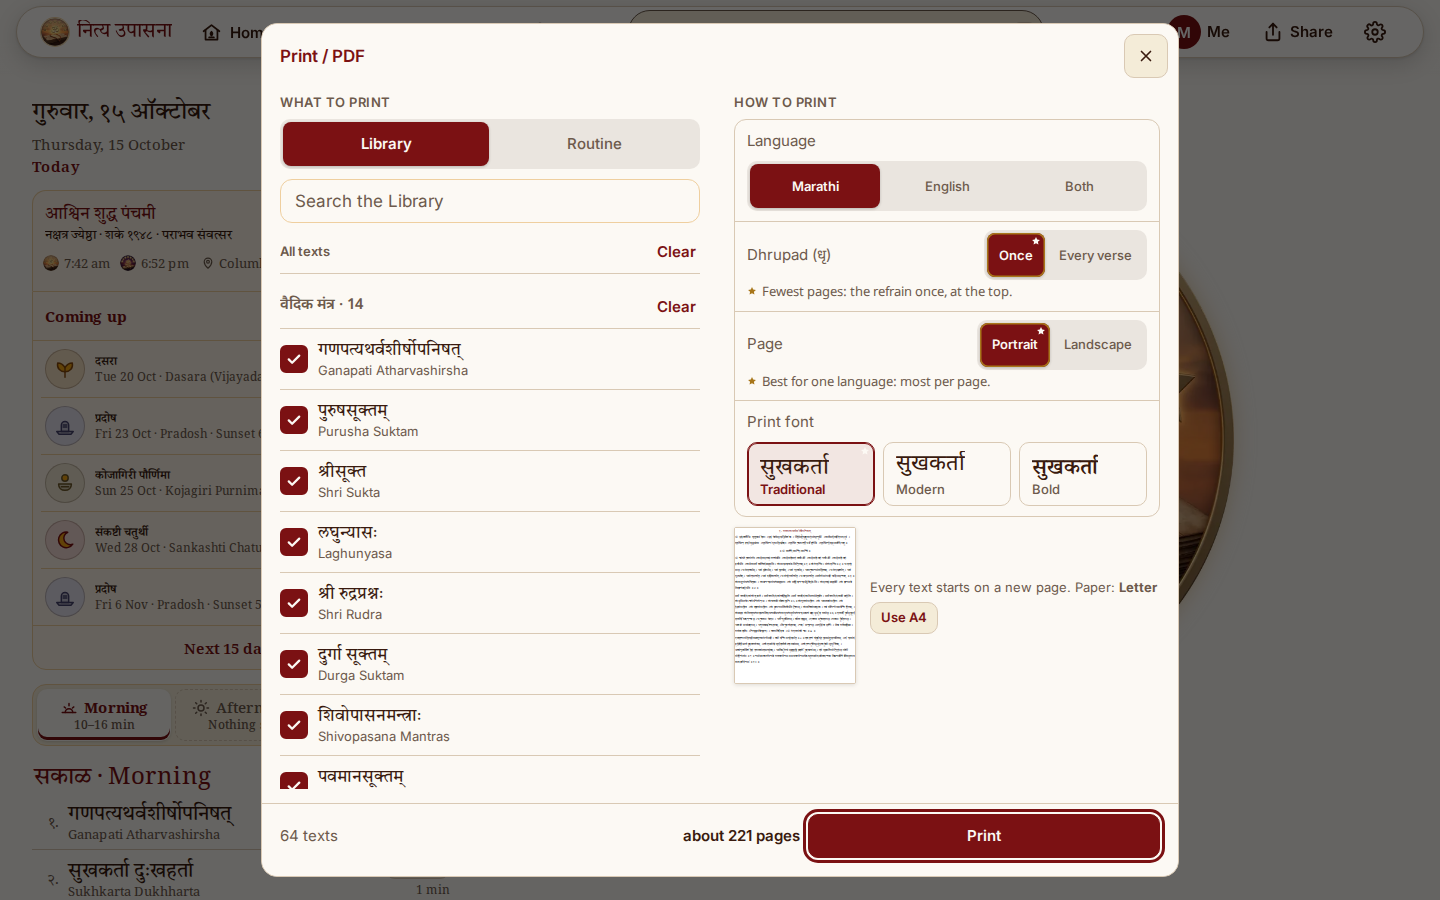 नित्य उपासना
Hom
M Me
Share
गुरुवार, १५ ऑक्टोबर
Thursday, 15 October
Today
आश्विन शुद्ध पंचमी
नक्षत्र ज्येष्ठा · शके १९४८ · पराभव संवत्सर
7:42 am 6:52 pm Colum
Coming up
दसरा
Tue 20 Oct · Dasara (Vijayada
प्रदोष
Fri 23 Oct · Pradosh · Sunset 6
कोजागिरी पौर्णिमा
Sun 25 Oct · Kojagiri Purnima
संकष्टी चतुर्थी
Wed 28 Oct · Sankashti Chatu
प्रदोष
Fri 6 Nov · Pradosh · Sunset 5
Next 15 da
Morning
10–16 min
Aftern
Nothing
सकाळ · Morning
१. गणपत्यथर्वशीर्षोपनिषत्
Ganapati Atharvashirsha
२. सुखकर्ता दुःखहर्ता
Sukhkarta Dukhharta
1 min
Print / PDF
WHAT TO PRINT
Library
Routine
Search the Library
All texts
Clear
वैदिक मंत्र · 14
Clear
गणपत्यथर्वशीर्षोपनिषत्
Ganapati Atharvashirsha
पुरुषसूक्तम्
Purusha Suktam
श्रीसूक्त
Shri Sukta
लघुन्यासः
Laghunyasa
श्री रुद्रप्रश्नः
Shri Rudra
दुर्गा सूक्तम्
Durga Suktam
शिवोपासनमन्त्राः
Shivopasana Mantras
पवमानसूक्तम्
HOW TO PRINT
Language
Marathi
English
Both
Dhrupad (धृ)
Once
Every verse
Fewest pages: the refrain once, at the top.
Page
Portrait
Landscape
Best for one language: most per page.
Print font
सुखकर्ता
Traditional
सुखकर्ता
Modern
सुखकर्ता
Bold
Every text starts on a new page. Paper: Letter
Use A4
64 texts
about 221 pages
Print